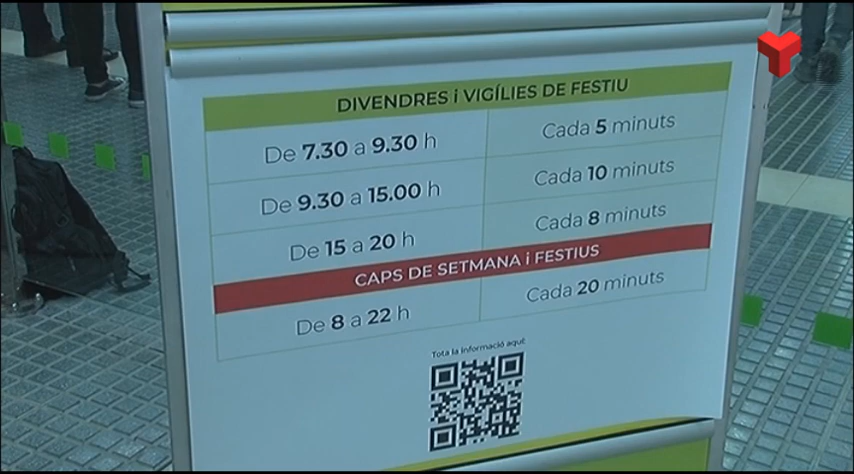 DIVENDRES i VIGÍLIES DE FESTIU
De 7.30 a 9.30 h Cada 5 minuts
De 9.30 a 15.00 h Cada 10 minuts
De 15 a 20 h Cada 8 minuts
CAPS DE SETMANA i FESTIUS
De 8 a 22 h Cada 20 minuts
Tota la informació aquí: